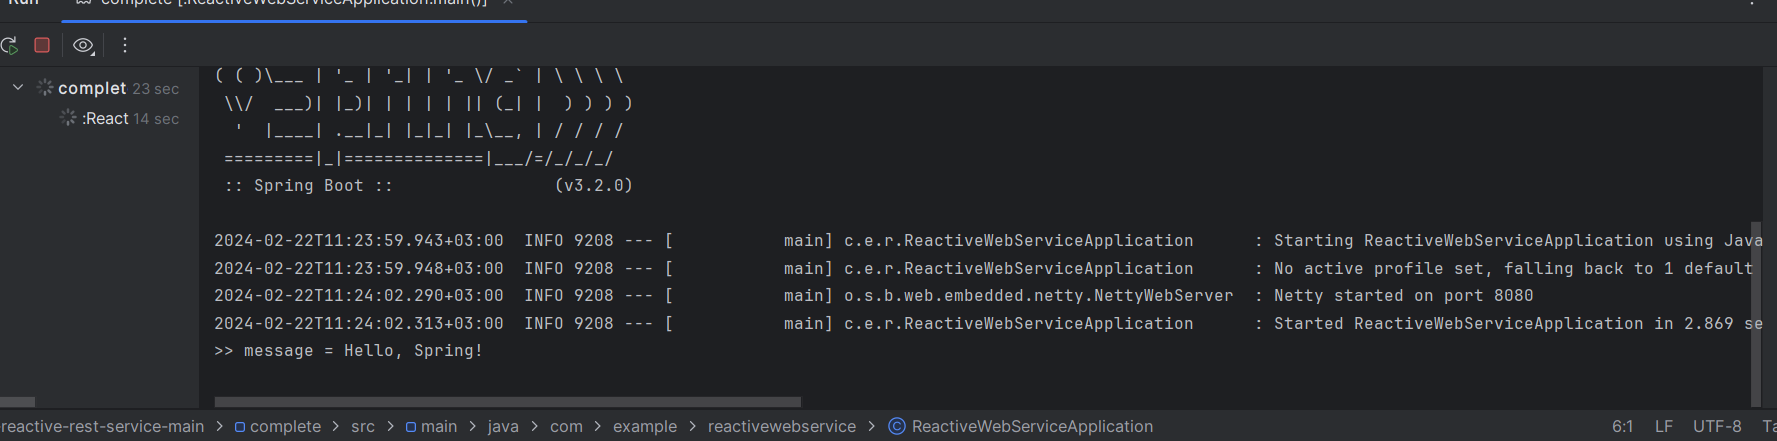 Run complete [:ReactiveWebServiceApplication.main()] ×
complet 23 sec
:React 14 sec
( ( )\___ | '_ | '_| | '_ \/ _` | \ \ \ \
 \\/  ___)| |_)| | | | | || (_| |  ) ) ) )
  '  |____| .__|_| |_|_| |_\__, | / / / /
 =========|_|==============|___/=/_/_/_/
 :: Spring Boot ::                (v3.2.0)
2024-02-22T11:23:59.943+03:00  INFO 9208 --- [           main] c.e.r.ReactiveWebServiceApplication      : Starting ReactiveWebServiceApplication using Java
2024-02-22T11:23:59.948+03:00  INFO 9208 --- [           main] c.e.r.ReactiveWebServiceApplication      : No active profile set, falling back to 1 default
2024-02-22T11:24:02.290+03:00  INFO 9208 --- [           main] o.s.b.web.embedded.netty.NettyWebServer  : Netty started on port 8080
2024-02-22T11:24:02.313+03:00  INFO 9208 --- [           main] c.e.r.ReactiveWebServiceApplication      : Started ReactiveWebServiceApplication in 2.869 se
>> message = Hello, Spring!
-reactive-rest-service-main > complete > src > main > java > com > example > reactivewebservice > ReactiveWebServiceApplication 6:1 LF UTF-8 Ta